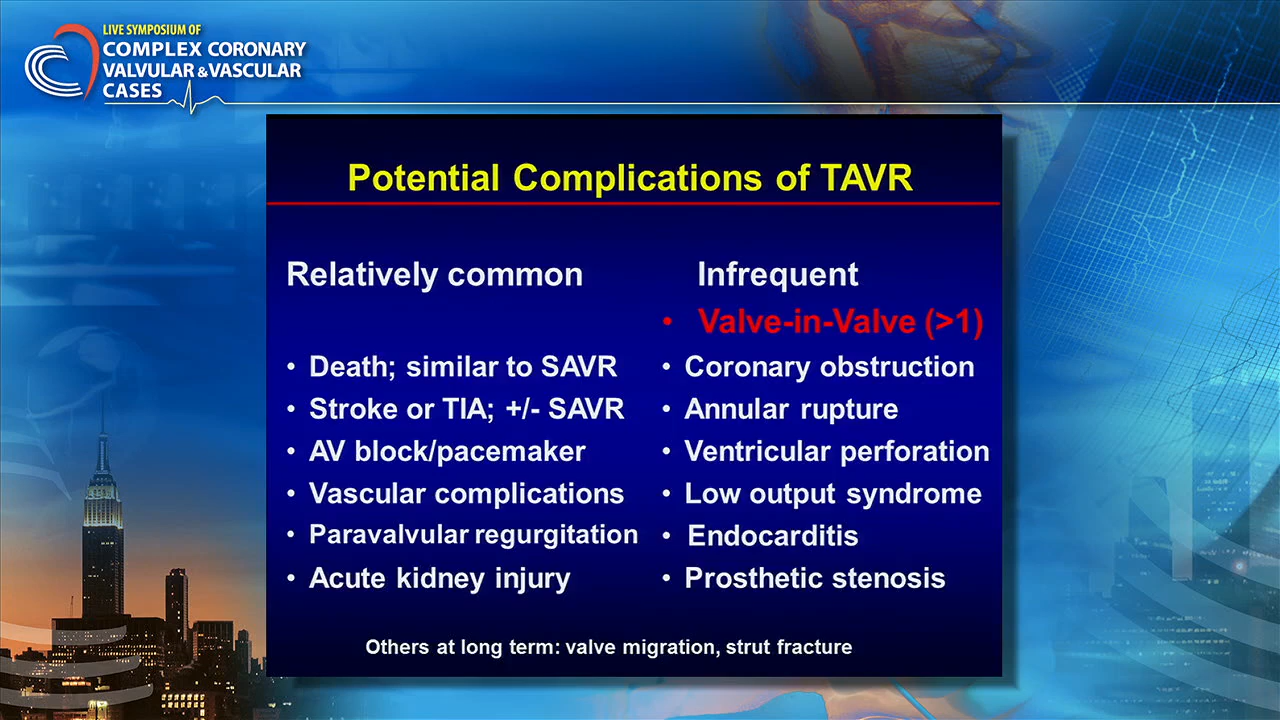 LIVE SYMPOSIUM OF
COMPLEX CORONARY
VALVULAR & VASCULAR
CASES
Potential Complications of TAVR
Relatively common
• Death; similar to SAVR
• Stroke or TIA; +/- SAVR
• AV block/pacemaker
• Vascular complications
• Paravalvular regurgitation
• Acute kidney injury
Infrequent
• Valve-in-Valve (>1)
• Coronary obstruction
• Annular rupture
• Ventricular perforation
• Low output syndrome
• Endocarditis
• Prosthetic stenosis
Others at long term: valve migration, strut fracture